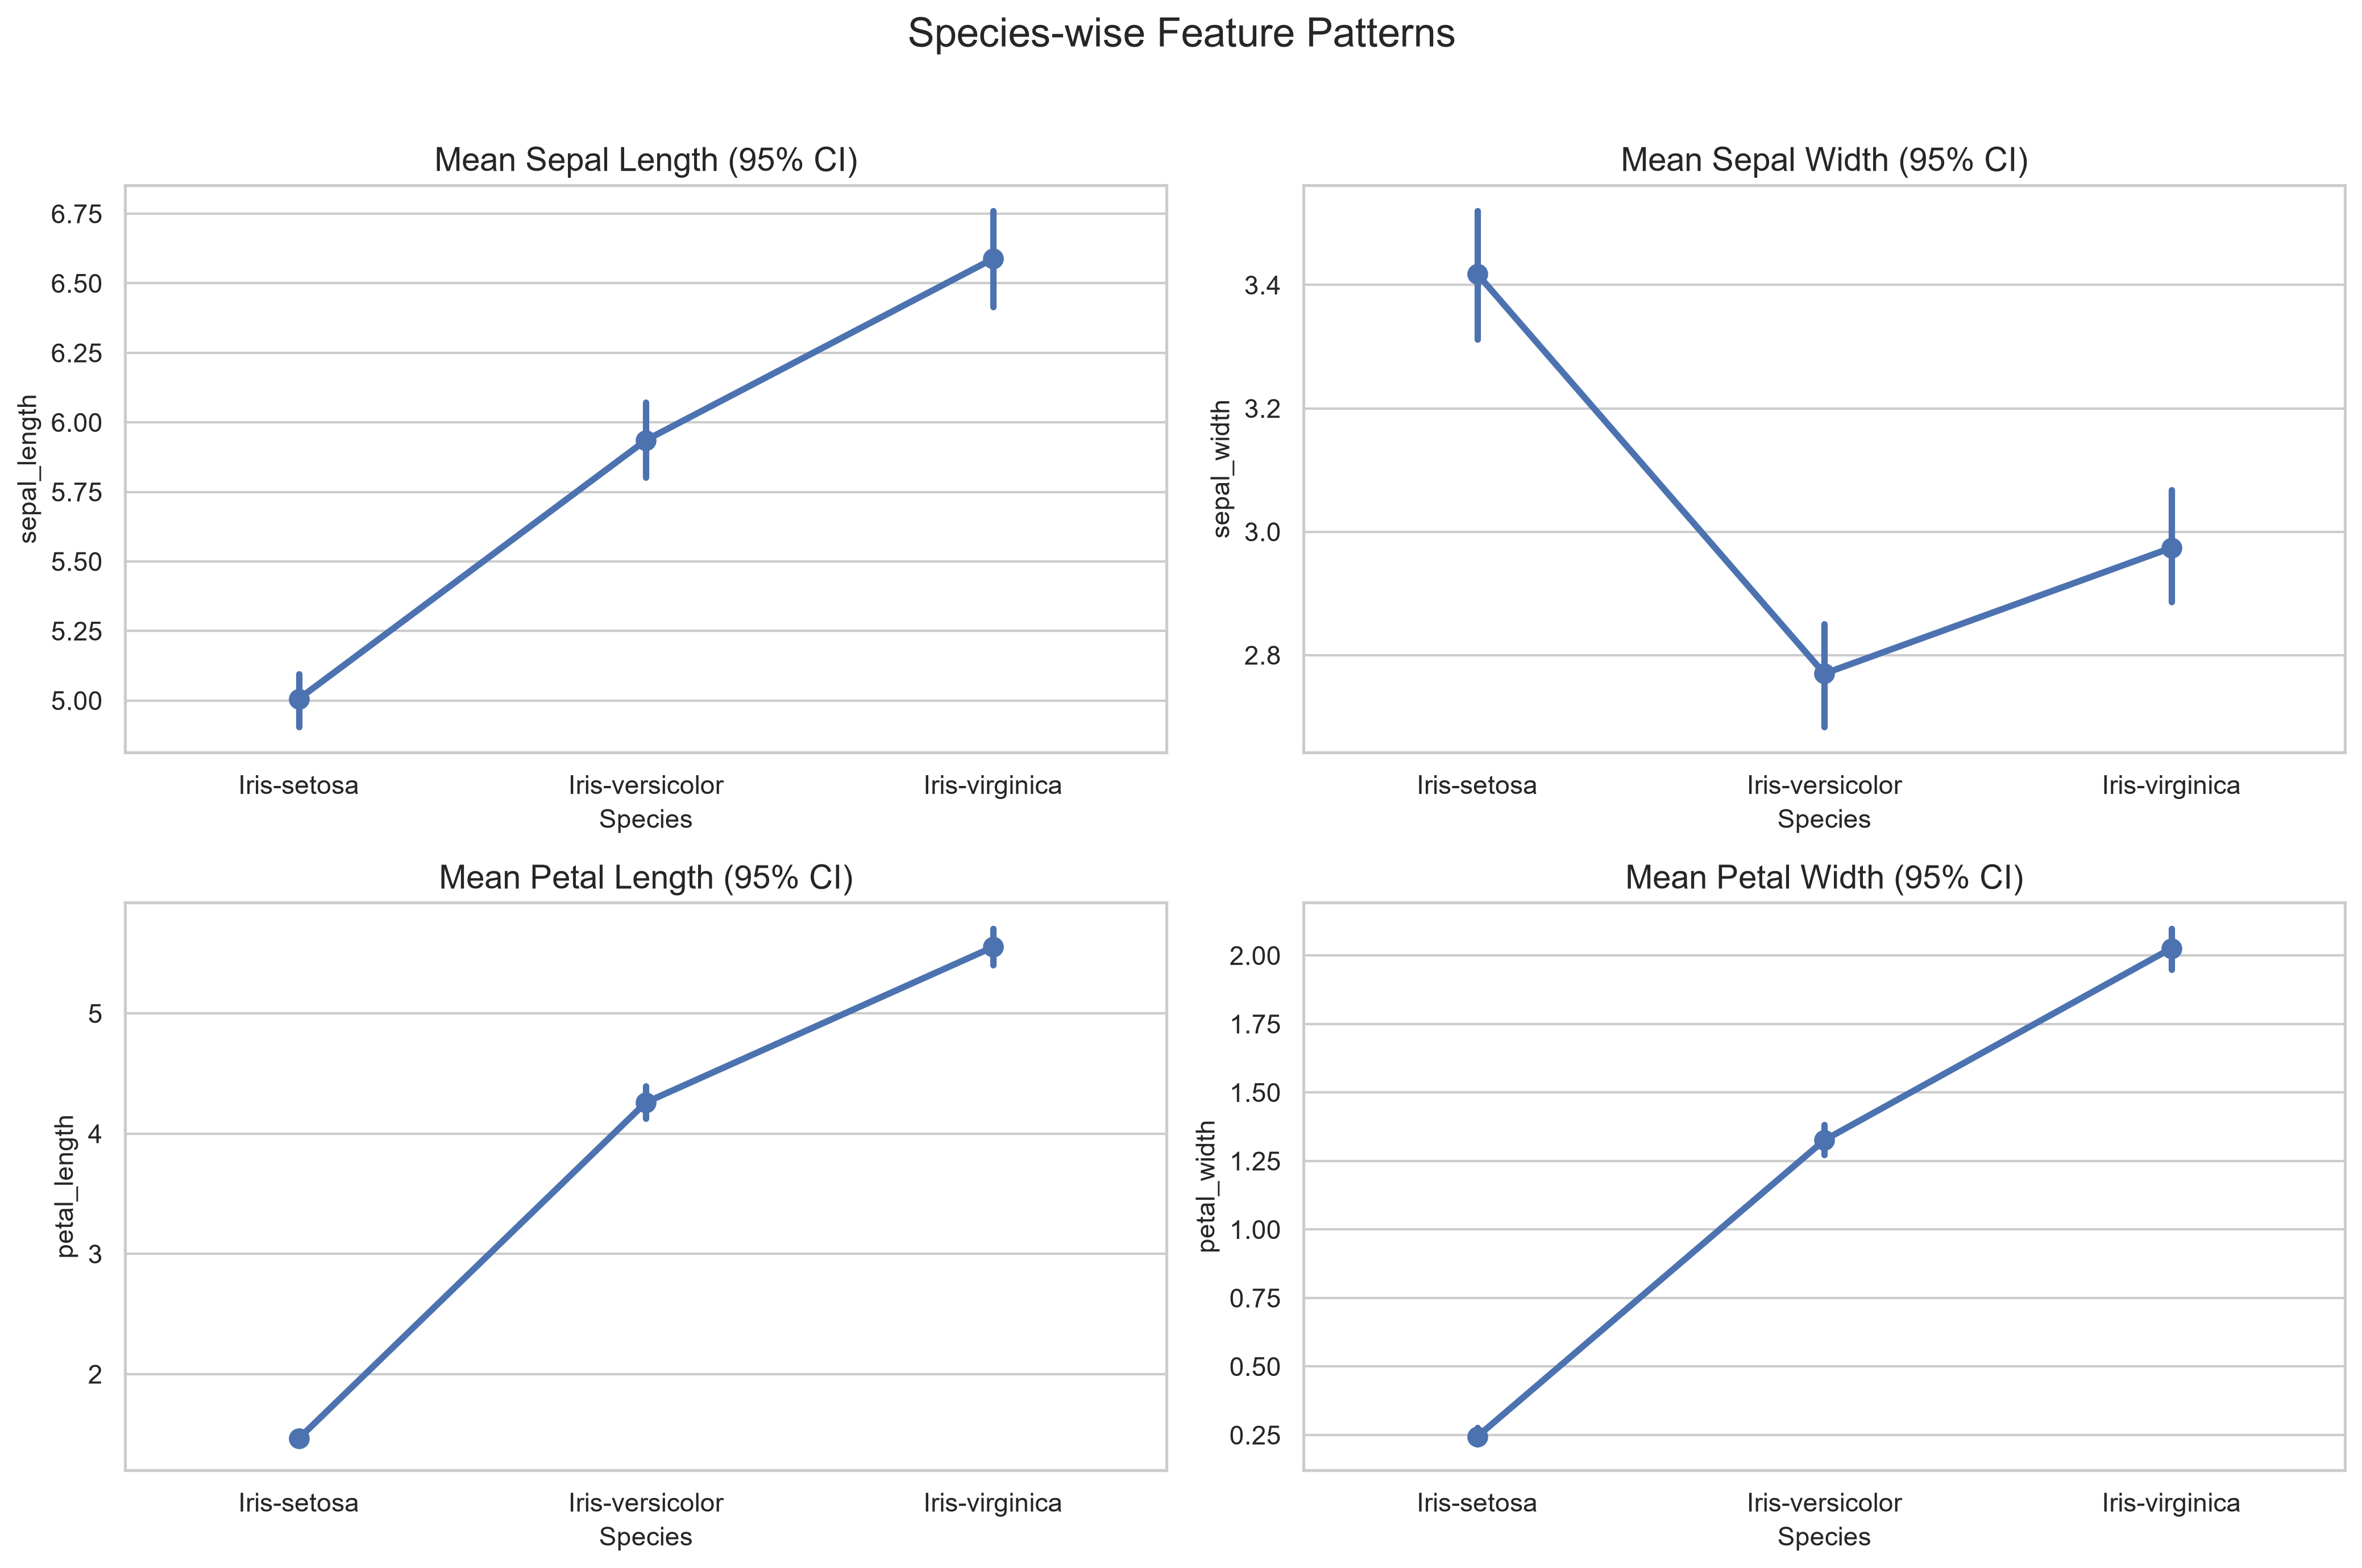 Species-wise Feature Patterns
Mean Sepal Length (95% CI)
6.75
6.50
6.25
6.00
5.75
5.50
5.25
5.00
sepal_length
Iris-setosa Iris-versicolor Iris-virginica
Species
Mean Sepal Width (95% CI)
3.4
3.2
3.0
2.8
sepal_width
Iris-setosa Iris-versicolor Iris-virginica
Species
Mean Petal Length (95% CI)
5
4
3
2
petal_length
Iris-setosa Iris-versicolor Iris-virginica
Species
Mean Petal Width (95% CI)
2.00
1.75
1.50
1.25
1.00
0.75
0.50
0.25
petal_width
Iris-setosa Iris-versicolor Iris-virginica
Species